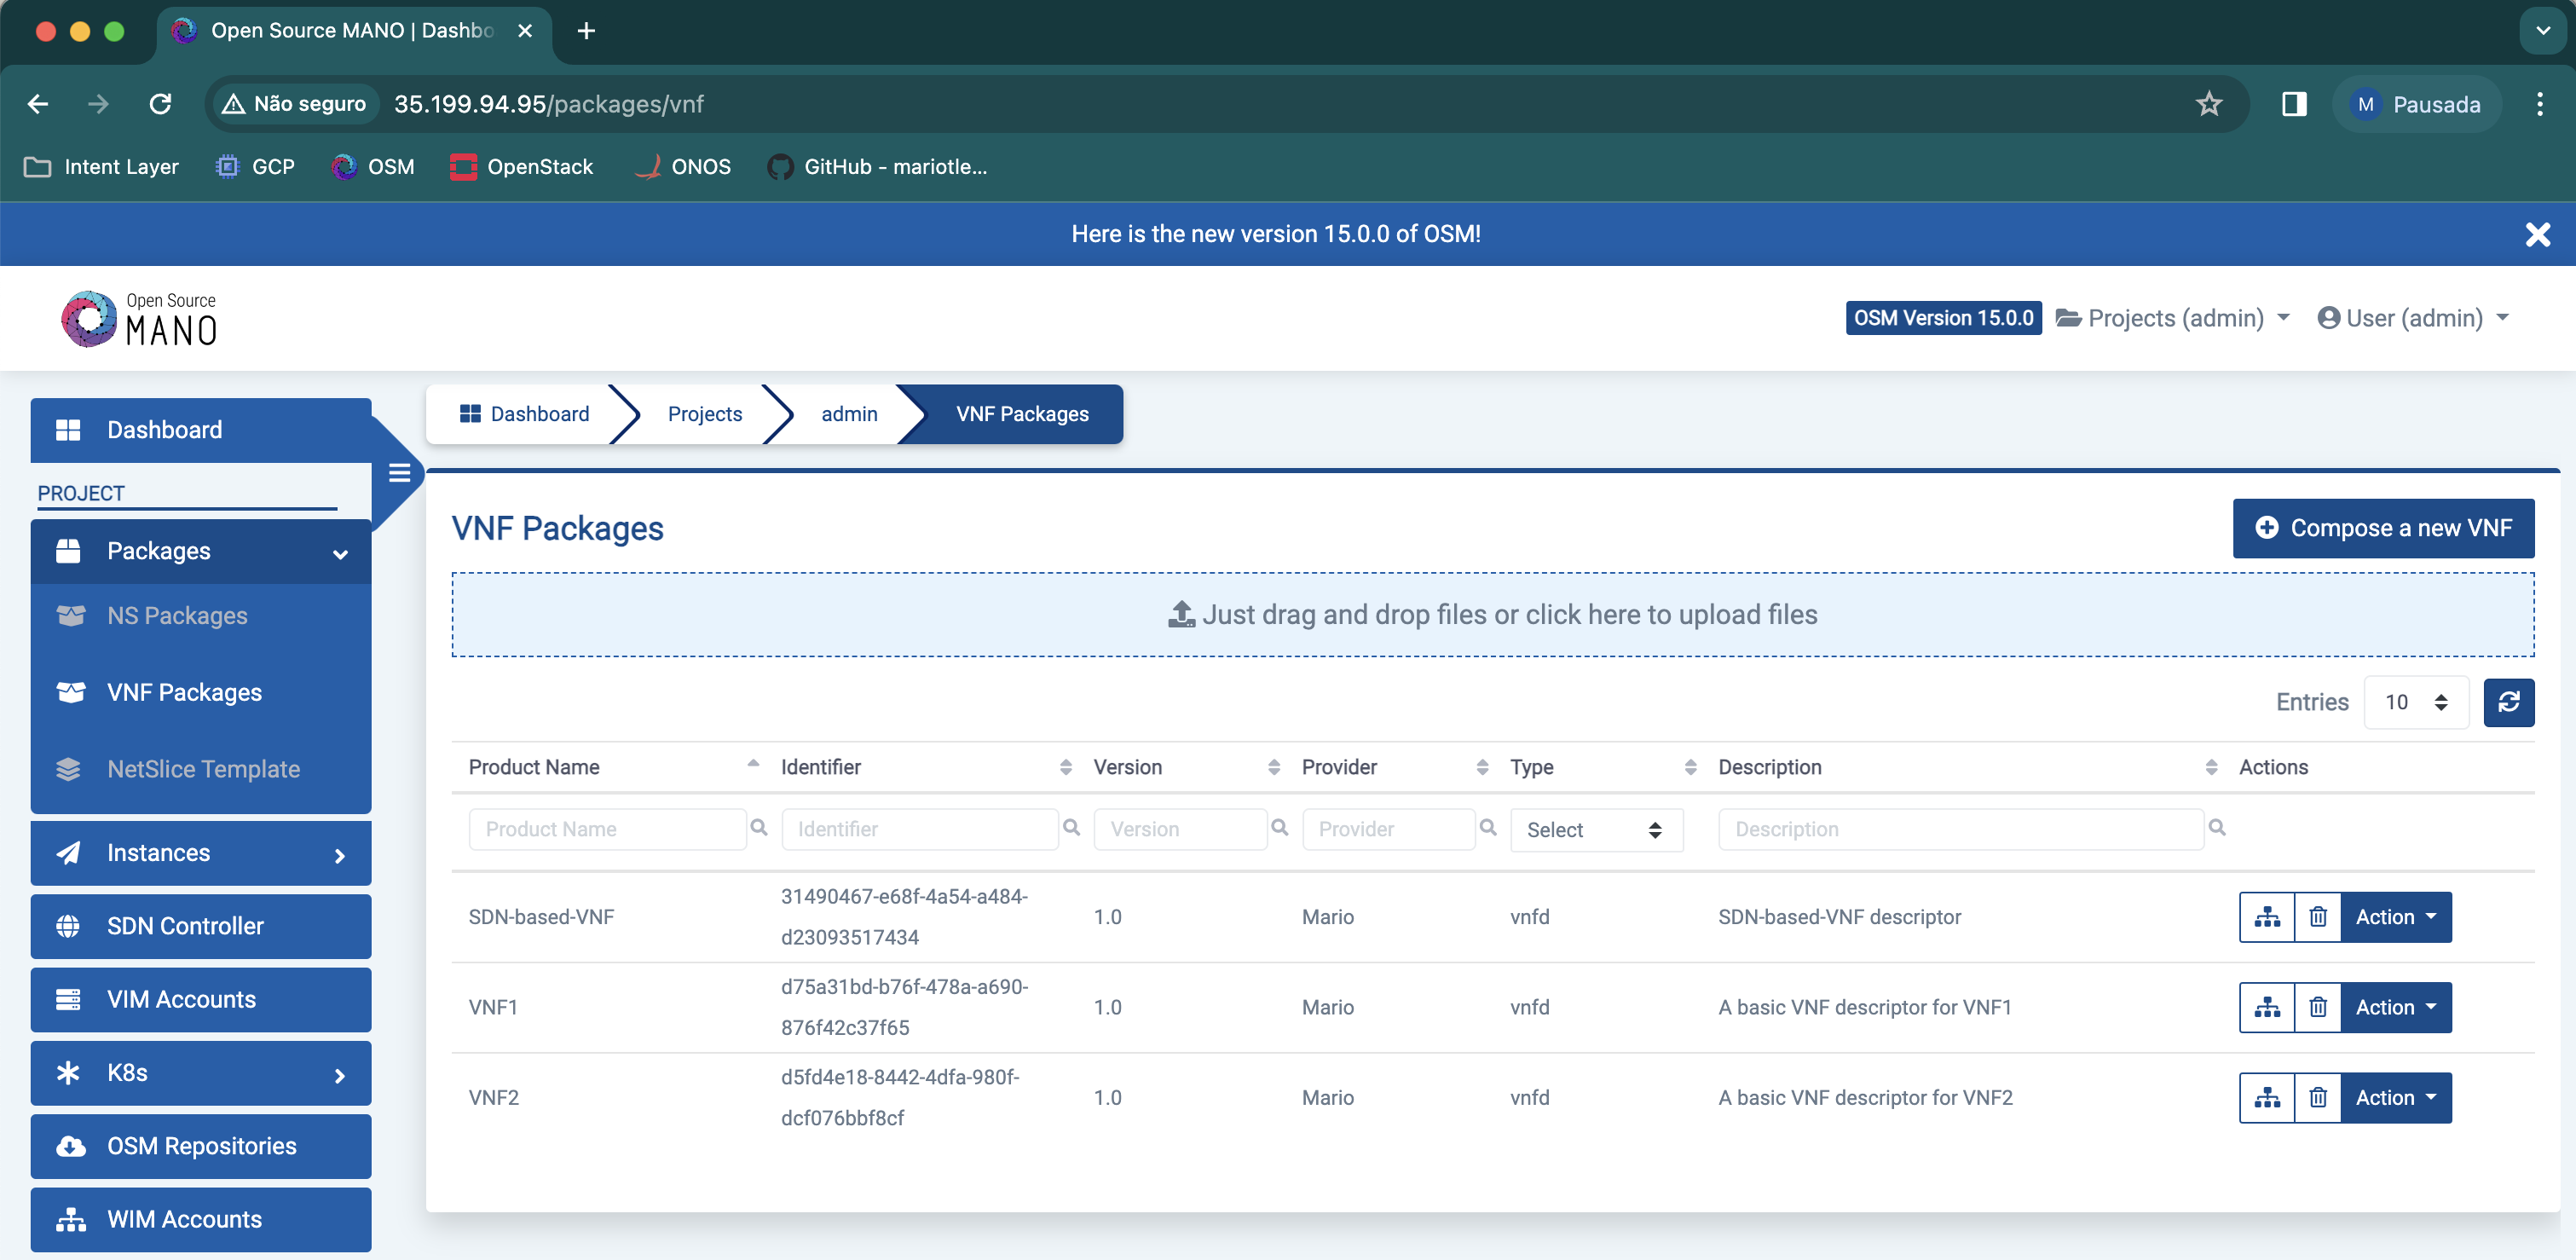 Open Source MANO | Dashbo
Não seguro 35.199.94.95/packages/vnf
M Pausada
Intent Layer GCP OSM OpenStack ONOS GitHub - mariotle...
Here is the new version 15.0.0 of OSM!
Open Source
MANO
OSM Version 15.0.0 Projects (admin) User (admin)
Dashboard
PROJECT
Packages
NS Packages
VNF Packages
NetSlice Template
Instances
SDN Controller
VIM Accounts
K8s
OSM Repositories
WIM Accounts
Dashboard Projects admin VNF Packages
VNF Packages
Compose a new VNF
Just drag and drop files or click here to upload files
Entries 10
Product Name Identifier Version Provider Type Description Actions
Product Name Identifier Version Provider Select Description
SDN-based-VNF 31490467-e68f-4a54-a484- 1.0 Mario vnfd SDN-based-VNF descriptor Action
d23093517434
VNF1 d75a31bd-b76f-478a-a690- 1.0 Mario vnfd A basic VNF descriptor for VNF1 Action
876f42c37f65
VNF2 d5fd4e18-8442-4dfa-980f- 1.0 Mario vnfd A basic VNF descriptor for VNF2 Action
dcf076bbf8cf